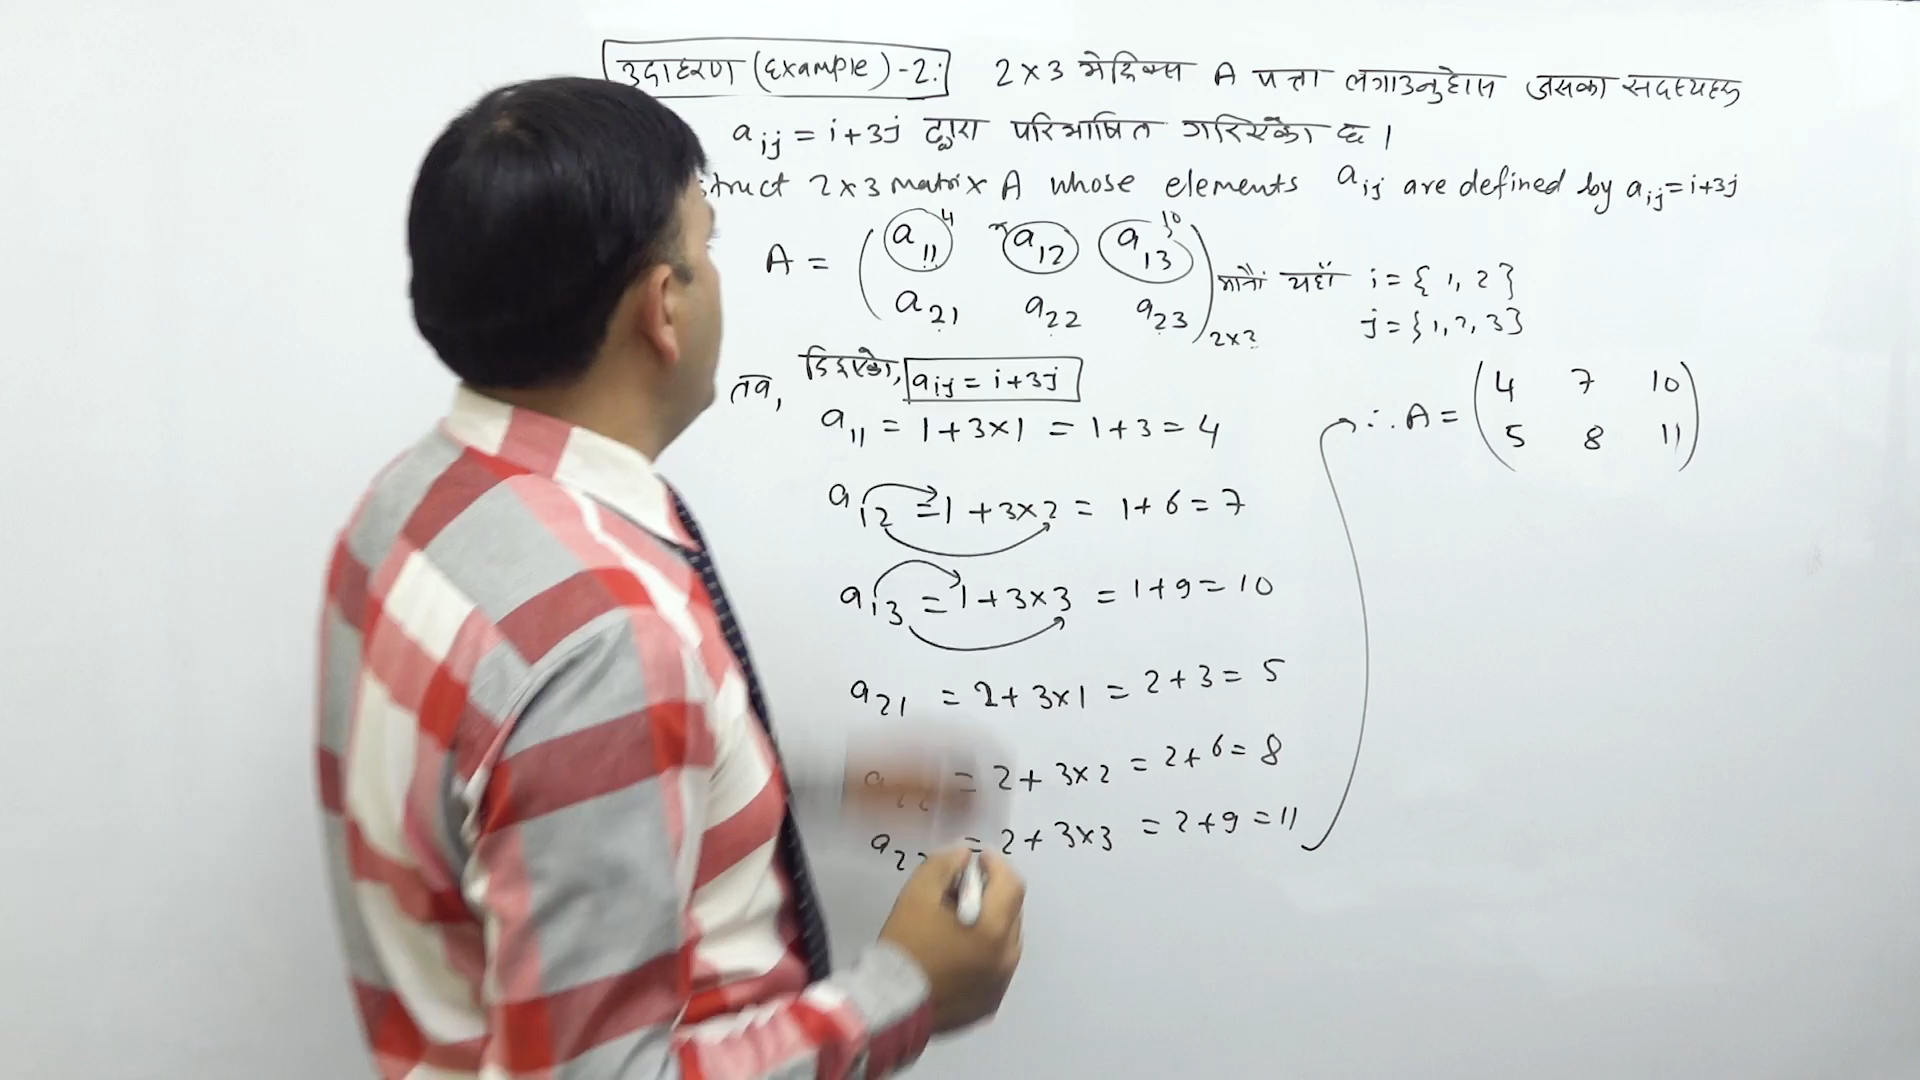 उदाहरण (Example)-2: 2×3 मेट्रिक्स A पत्ता लगाउनुहोस जसका सदस्यहरु
aij = i+3j द्वारा परिभाषित गरिएको छ ।
struct 2×3 matrix A whose elements aij are defined by aij=i+3j
4 10
A = ( a11 a12 a13
a21 a22 a23 ) 2×3
मानौं यहाँ i = { 1, 2 }
j = {1, 2, 3}
तब, दिइएको, aij = i+3j
a11 = 1+3×1 = 1+3 = 4
a12 = 1+3×2 = 1+6 = 7
a13 = 1+3×3 = 1+9 = 10
a21 = 2+3×1 = 2+3 = 5
= 2+3×2 = 2+6 = 8
= 2+3×3 = 2+9 = 11
∴ A = ( 4 7 10
5 8 11 )